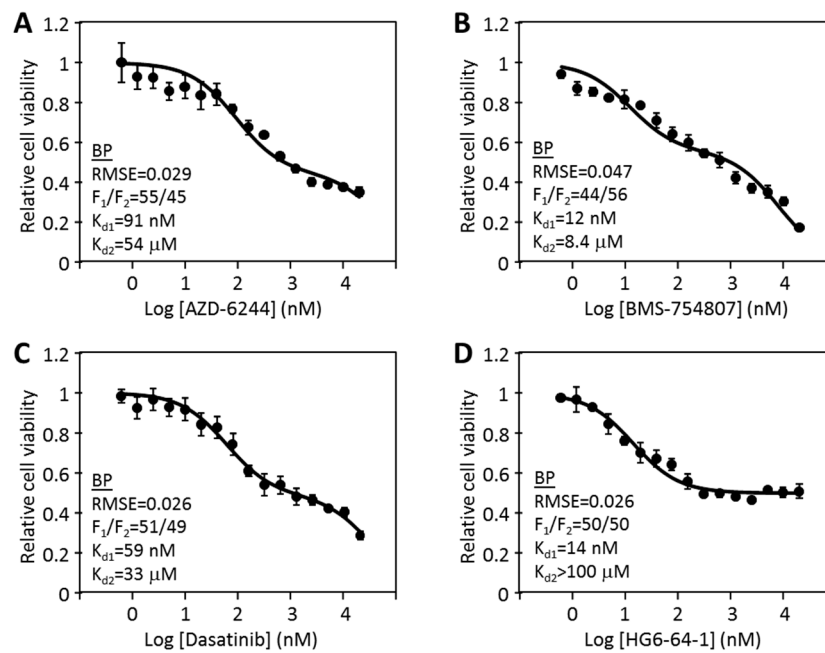 A
1.2
1
0.8
0.6
0.4
0.2
0
Relative cell viability
BP
RMSE=0.029
F1/F2=55/45
Kd1=91 nM
Kd2=54 μM
0 1 2 3 4
Log [AZD-6244] (nM)
B
1.2
1
0.8
0.6
0.4
0.2
0
Relative cell viability
BP
RMSE=0.047
F1/F2=44/56
Kd1=12 nM
Kd2=8.4 μM
0 1 2 3 4
Log [BMS-754807] (nM)
C
1.2
1
0.8
0.6
0.4
0.2
0
Relative cell viability
BP
RMSE=0.026
F1/F2=51/49
Kd1=59 nM
Kd2=33 μM
0 1 2 3 4
Log [Dasatinib] (nM)
D
1.2
1
0.8
0.6
0.4
0.2
0
Relative cell viability
BP
RMSE=0.026
F1/F2=50/50
Kd1=14 nM
Kd2>100 μM
0 1 2 3 4
Log [HG6-64-1] (nM)